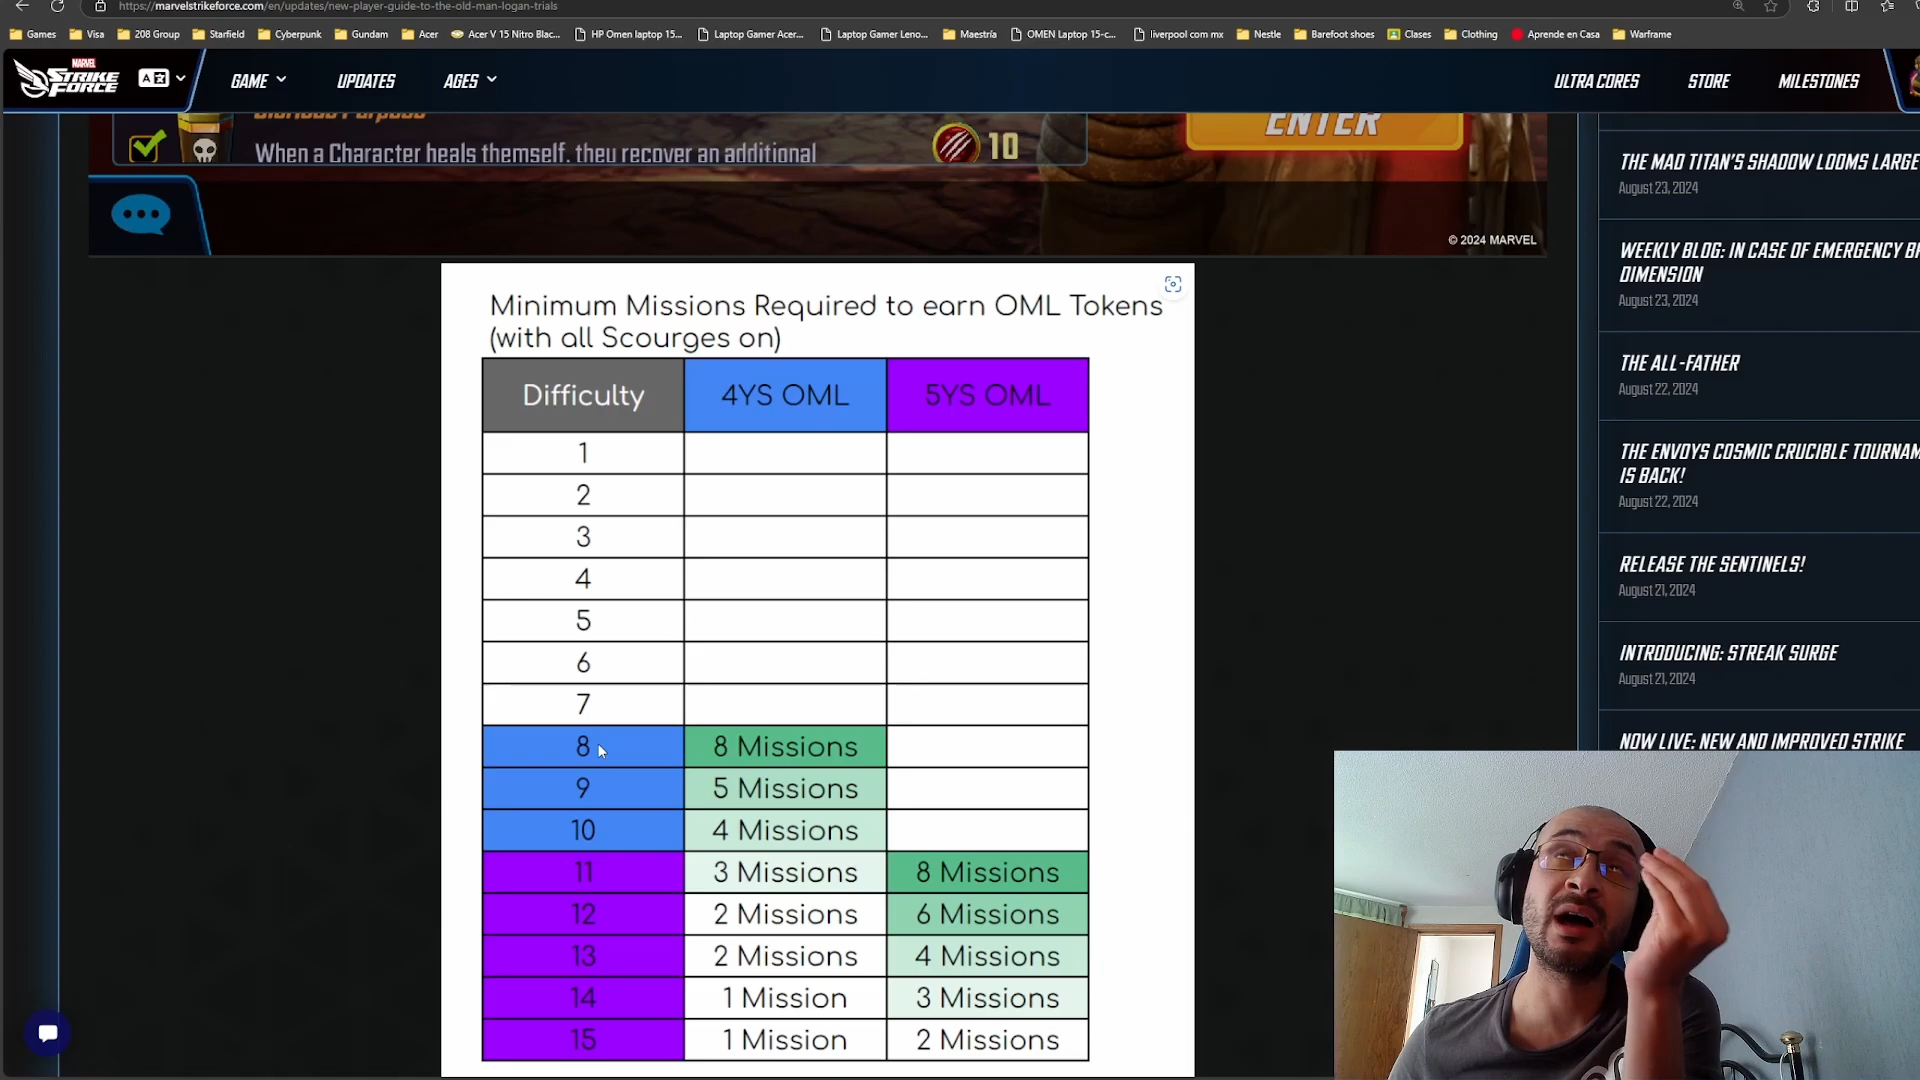 https://marvelstrikeforce.com/en/updates/new-player-guide-to-the-old-man-logan-trials
Games Visa 208 Group Starfield Cyberpunk Gundam Acer Acer V 15 Nitro Blac... HP Omen laptop 15... Laptop Gamer Acer... Laptop Gamer Leno... Maestría OMEN Laptop 15-c... liverpool com mx Nestle Barefoot shoes Clases Clothing Aprende en Casa Warframe
MARVEL STRIKE FORCE
GAME UPDATES AGES ULTRA CORES STORE MILESTONES
When a Character heals themself, they recover an additional
10
ENTER
© 2024 MARVEL
Minimum Missions Required to earn OML Tokens
(with all Scourges on)
Difficulty 4YS OML 5YS OML
1
2
3
4
5
6
7
8 8 Missions
9 5 Missions
10 4 Missions
11 3 Missions 8 Missions
12 2 Missions 6 Missions
13 2 Missions 4 Missions
14 1 Mission 3 Missions
15 1 Mission 2 Missions
THE MAD TITAN'S SHADOW LOOMS LARGE
August 23, 2024
WEEKLY BLOG: IN CASE OF EMERGENCY BR
DIMENSION
August 23, 2024
THE ALL-FATHER
August 22, 2024
THE ENVOYS COSMIC CRUCIBLE TOURNAM
IS BACK!
August 22, 2024
RELEASE THE SENTINELS!
August 21, 2024
INTRODUCING: STREAK SURGE
August 21, 2024
NOW LIVE: NEW AND IMPROVED STRIKE